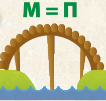 М = П